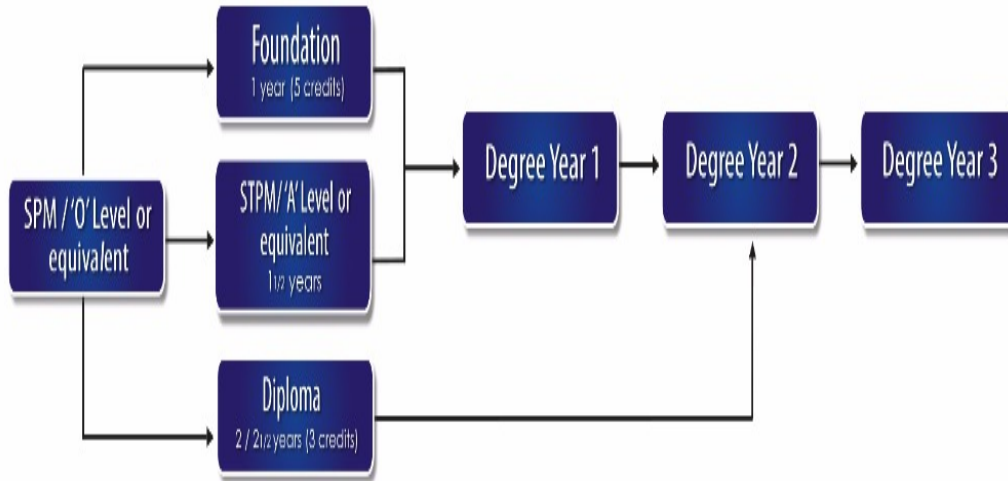 Foundation
1 year (5 credits)
SPM / 'O' Level or
equivalent
STPM/'A' Level or
equivalent
1 1/2 years
Diploma
2 / 2 1/2 years (3 credits)
Degree Year 1
Degree Year 2
Degree Year 3